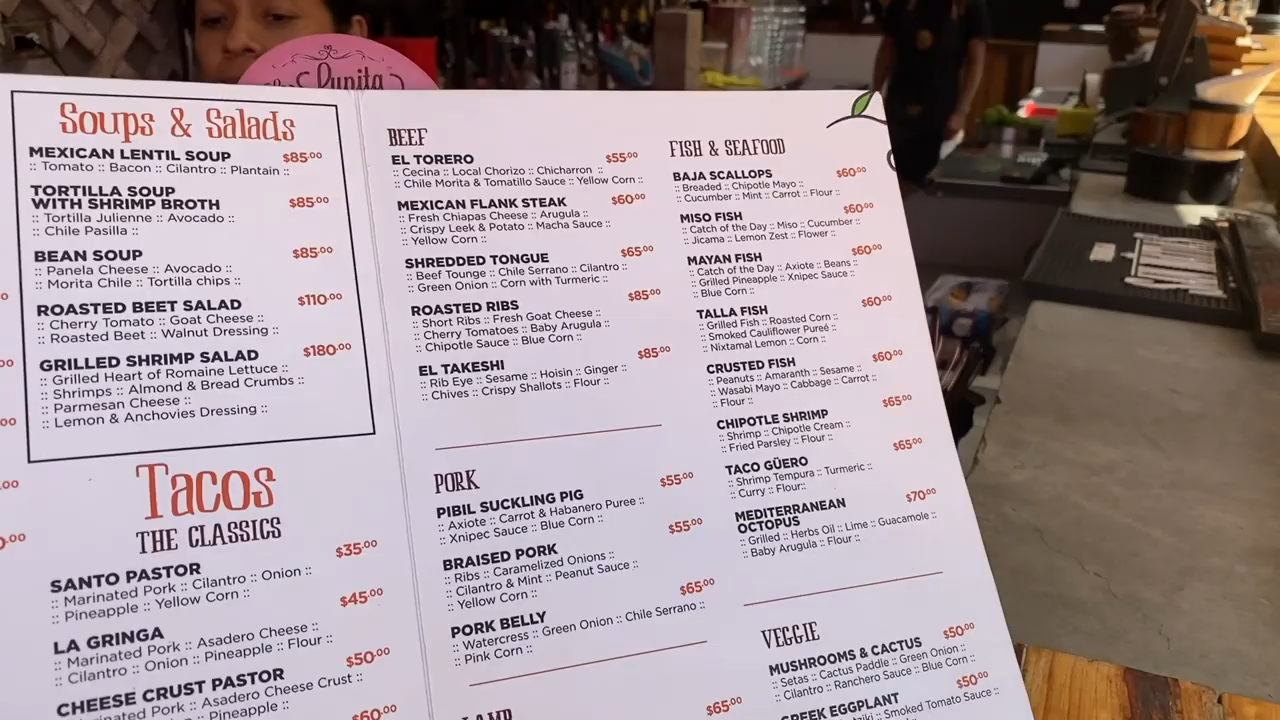 Lupita
Soups & Salads
MEXICAN LENTIL SOUP $85.00
:: Tomato :: Bacon :: Cilantro :: Plantain ::
TORTILLA SOUP
WITH SHRIMP BROTH $85.00
:: Tortilla Julienne :: Avocado ::
:: Chile Pasilla ::
BEAN SOUP $85.00
:: Panela Cheese :: Avocado ::
:: Morita Chile :: Tortilla chips ::
ROASTED BEET SALAD $110.00
:: Cherry Tomato :: Goat Cheese ::
:: Roasted Beet :: Walnut Dressing ::
GRILLED SHRIMP SALAD $180.00
:: Grilled Heart of Romaine Lettuce ::
:: Shrimps :: Almond & Bread Crumbs ::
:: Parmesan Cheese ::
:: Lemon & Anchovies Dressing ::
Tacos
THE CLASSICS
SANTO PASTOR $35.00
:: Marinated Pork :: Cilantro :: Onion ::
:: Pineapple :: Yellow Corn ::
LA GRINGA $45.00
:: Marinated Pork :: Asadero Cheese ::
:: Cilantro :: Onion :: Pineapple :: Flour ::
CHEESE CRUST PASTOR $50.00
Marinated Pork :: Asadero Cheese Crust ::
:: Pineapple ::
$60.00
BEEF
EL TORERO $55.00
:: Cecina :: Local Chorizo :: Chicharron ::
:: Chile Morita & Tomatillo Sauce :: Yellow Corn ::
MEXICAN FLANK STEAK $60.00
:: Fresh Chiapas Cheese :: Arugula ::
:: Crispy Leek & Potato :: Macha Sauce ::
:: Yellow Corn ::
SHREDDED TONGUE $65.00
:: Beef Tounge :: Chile Serrano :: Cilantro ::
:: Green Onion :: Corn with Turmeric ::
ROASTED RIBS $85.00
:: Short Ribs :: Fresh Goat Cheese ::
:: Cherry Tomatoes :: Baby Arugula ::
:: Chipotle Sauce :: Blue Corn ::
EL TAKESHI $85.00
:: Rib Eye :: Sesame :: Hoisin :: Ginger ::
:: Chives :: Crispy Shallots :: Flour ::
PORK
PIBIL SUCKLING PIG $55.00
:: Axiote :: Carrot & Habanero Puree ::
:: Xnipec Sauce :: Blue Corn ::
BRAISED PORK $55.00
:: Ribs :: Caramelized Onions ::
:: Cilantro & Mint :: Peanut Sauce ::
:: Yellow Corn ::
PORK BELLY $65.00
:: Watercress :: Green Onion :: Chile Serrano ::
:: Pink Corn ::
LAMB
$65.00
FISH & SEAFOOD
BAJA SCALLOPS $60.00
:: Breaded :: Chipotle Mayo ::
:: Cucumber :: Mint :: Carrot :: Flour ::
MISO FISH $60.00
:: Catch of the Day :: Miso :: Cucumber ::
:: Jicama :: Lemon Zest :: Flower ::
MAYAN FISH $60.00
:: Catch of the Day :: Axiote :: Beans ::
:: Grilled Pineapple :: Xnipec Sauce ::
:: Blue Corn ::
TALLA FISH $60.00
:: Grilled Fish :: Roasted Corn ::
:: Smoked Cauliflower Pureé ::
:: Nixtamal Lemon :: Corn ::
CRUSTED FISH $60.00
:: Peanuts :: Amaranth :: Sesame ::
:: Wasabi Mayo :: Cabbage :: Carrot ::
:: Flour ::
CHIPOTLE SHRIMP $65.00
:: Shrimp :: Chipotle Cream ::
:: Fried Parsley :: Flour ::
TACO GÜERO $65.00
:: Shrimp Tempura :: Turmeric ::
:: Curry :: Flour::
MEDITERRANEAN
OCTOPUS $70.00
:: Grilled :: Herbs Oil :: Lime :: Guacamole ::
:: Baby Arugula :: Flour ::
VEGGIE
MUSHROOMS & CACTUS $50.00
:: Setas :: Cactus Paddle :: Green Onion ::
:: Cilantro :: Ranchero Sauce :: Blue Corn ::
GREEK EGGPLANT $50.00
:: Smoked Tomato Sauce ::